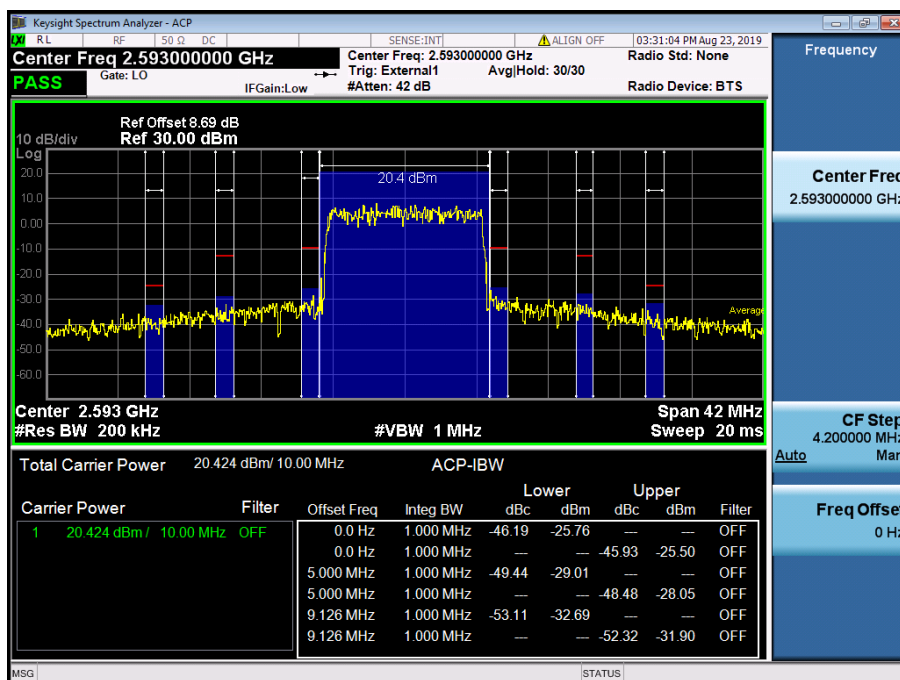 Keysight Spectrum Analyzer - ACP
LXI RL RF 50 Ω DC SENSE:INT ALIGN OFF 03:31:04 PM Aug 23, 2019
Center Freq 2.593000000 GHz
PASS
Gate: LO
IFGain:Low
Center Freq: 2.593000000 GHz
Trig: External1 Avg|Hold: 30/30
#Atten: 42 dB
Radio Std: None
Radio Device: BTS
Frequency
Ref Offset 8.69 dB
10 dB/div Ref 30.00 dBm
Log
20.0
10.0
0.00
-10.0
-20.0
-30.0
-40.0
-50.0
-60.0
20.4 dBm
Average
Center 2.593 GHz Span 42 MHz
#Res BW 200 kHz #VBW 1 MHz Sweep 20 ms
Center Freq
2.593000000 GHz
CF Step
4.200000 MHz
Auto Man
Freq Offset
0 Hz
Total Carrier Power 20.424 dBm/ 10.00 MHz ACP-IBW
Lower Upper
Carrier Power Filter Offset Freq Integ BW dBc dBm dBc dBm Filter
1 20.424 dBm / 10.00 MHz OFF 0.0 Hz 1.000 MHz -46.19 -25.76 --- --- OFF
0.0 Hz 1.000 MHz --- --- -45.93 -25.50 OFF
5.000 MHz 1.000 MHz -49.44 -29.01 --- --- OFF
5.000 MHz 1.000 MHz --- --- -48.48 -28.05 OFF
9.126 MHz 1.000 MHz -53.11 -32.69 --- --- OFF
9.126 MHz 1.000 MHz --- --- -52.32 -31.90 OFF
MSG STATUS